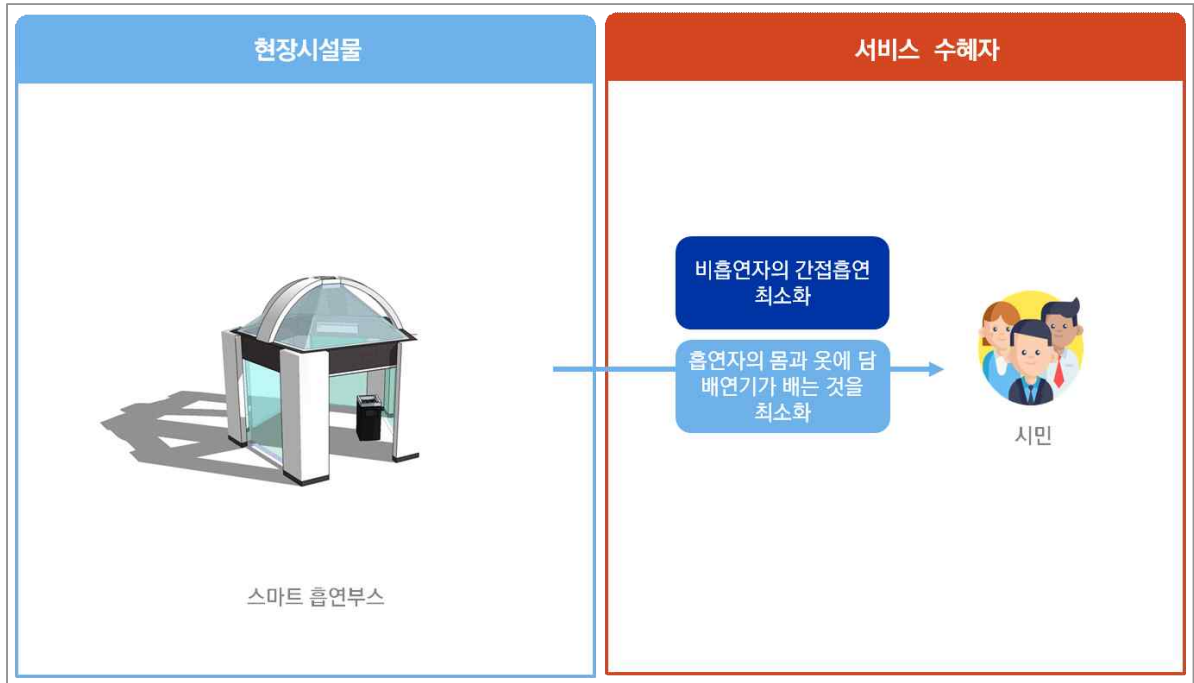 현장시설물
서비스 수혜자
비흡연자의 간접흡연
최소화
흡연자의 몸과 옷에 담
배연기가 배는 것을
최소화
시민
스마트 흡연부스